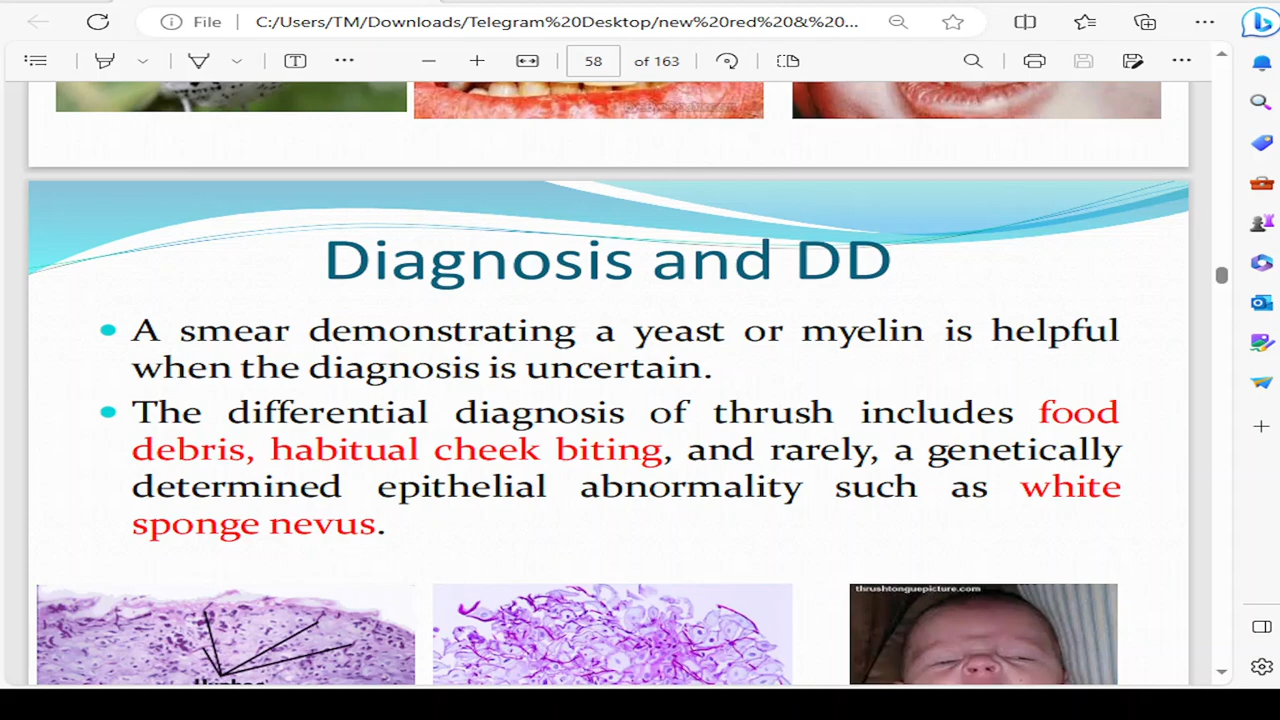 File
C:/Users/TM/Downloads/Telegram%20Desktop/new%20red%20&%20...
58 of 163
Diagnosis and DD
• A smear demonstrating a yeast or myelin is helpful
when the diagnosis is uncertain.
• The differential diagnosis of thrush includes food
debris, habitual cheek biting, and rarely, a genetically
determined epithelial abnormality such as white
sponge nevus.
thrushtonguepicture.com